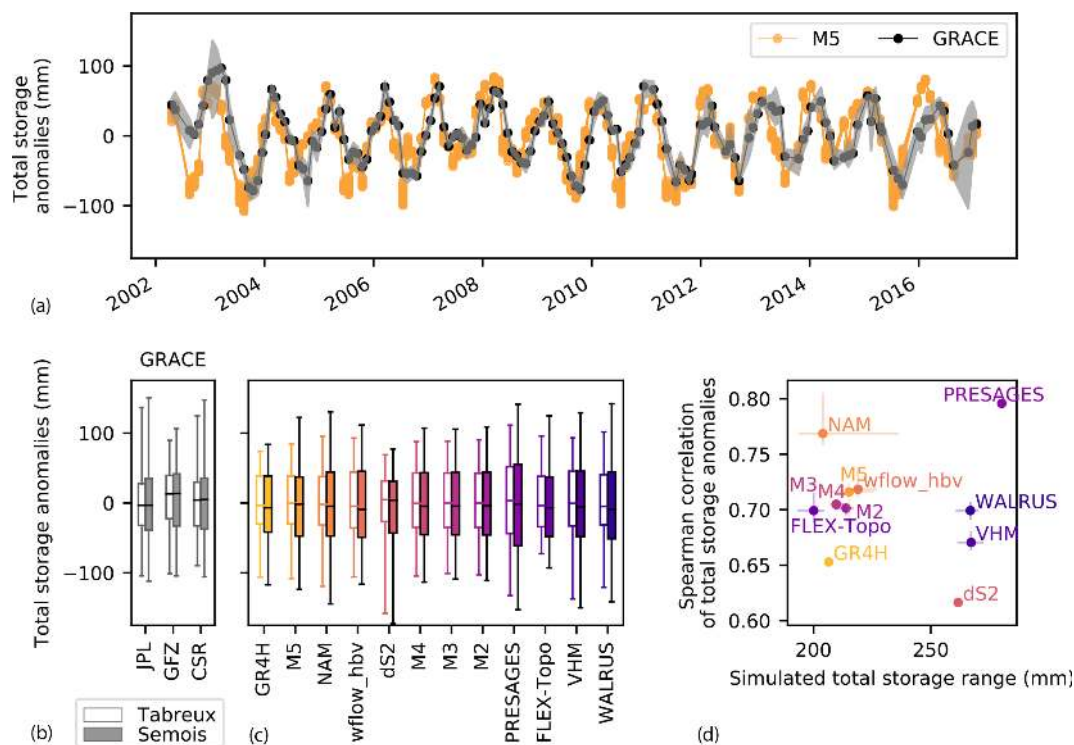 M5
GRACE
Total storage
anomalies (mm)
100
0
−100
2002
2004
2006
2008
2010
2012
2014
2016
(a)
GRACE
Total storage anomalies (mm)
100
0
−100
JPL
GFZ
CSR
GR4H
M5
NAM
wflow_hbv
dS2
M4
M3
M2
PRESAGES
FLEX-Topo
VHM
WALRUS
(b)
Tabreux
Semois
(c)
Spearman correlation
of total storage anomalies
0.80
0.75
0.70
0.65
0.60
PRESAGES
NAM
M5
wflow_hbv
M3
M4
M2
WALRUS
FLEX-Topo
VHM
GR4H
dS2
200
250
Simulated total storage range (mm)
(d)